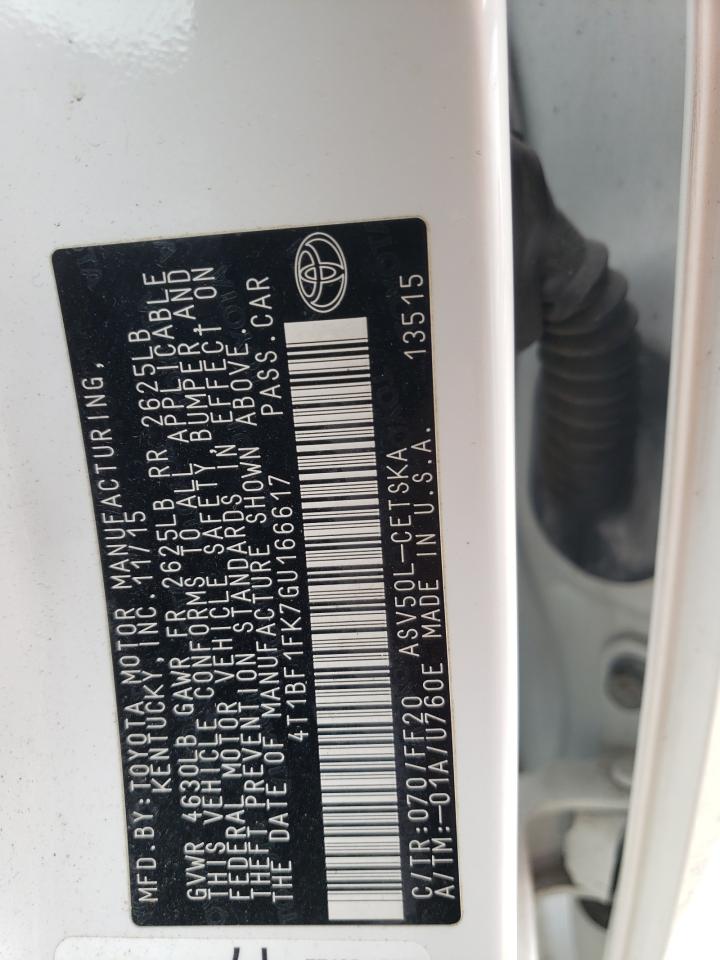 MFD.BY:TOYOTA MOTOR MANUFACTURING,
KENTUCKY, INC. 11/15
GVWR 4630LB GAWR FR 2625LB RR 2625LB
THIS VEHICLE CONFORMS TO ALL APPLICABLE
FEDERAL MOTOR VEHICLE SAFETY, BUMPER, AND
THEFT PREVENTION STANDARDS IN EFFECT ON
THE DATE OF MANUFACTURE SHOWN ABOVE.
4T1BF1FK7GU166617 PASS.CAR
C/TR:070/FF20 ASV50L-CETSKA 13515
A/TM:-01A/U760E MADE IN U.S.A.